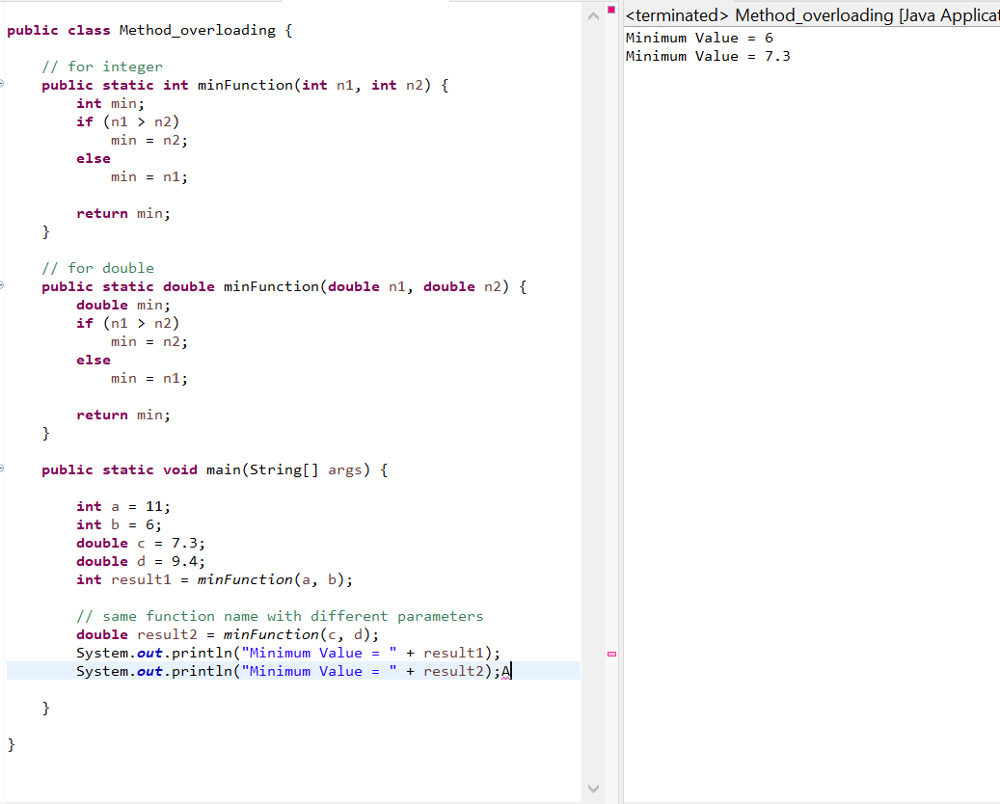 public class Method_overloading {
// for integer
public static int minFunction(int n1, int n2) {
int min;
if (n1 > n2)
min = n2;
else
min = n1;
return min;
}
// for double
public static double minFunction(double n1, double n2) {
double min;
if (n1 > n2)
min = n2;
else
min = n1;
return min;
}
public static void main(String[] args) {
int a = 11;
int b = 6;
double c = 7.3;
double d = 9.4;
int result1 = minFunction(a, b);
// same function name with different parameters
double result2 = minFunction(c, d);
System.out.println("Minimum Value = " + result1);
System.out.println("Minimum Value = " + result2);A
}
}
<terminated> Method_overloading [Java Applicat
Minimum Value = 6
Minimum Value = 7.3